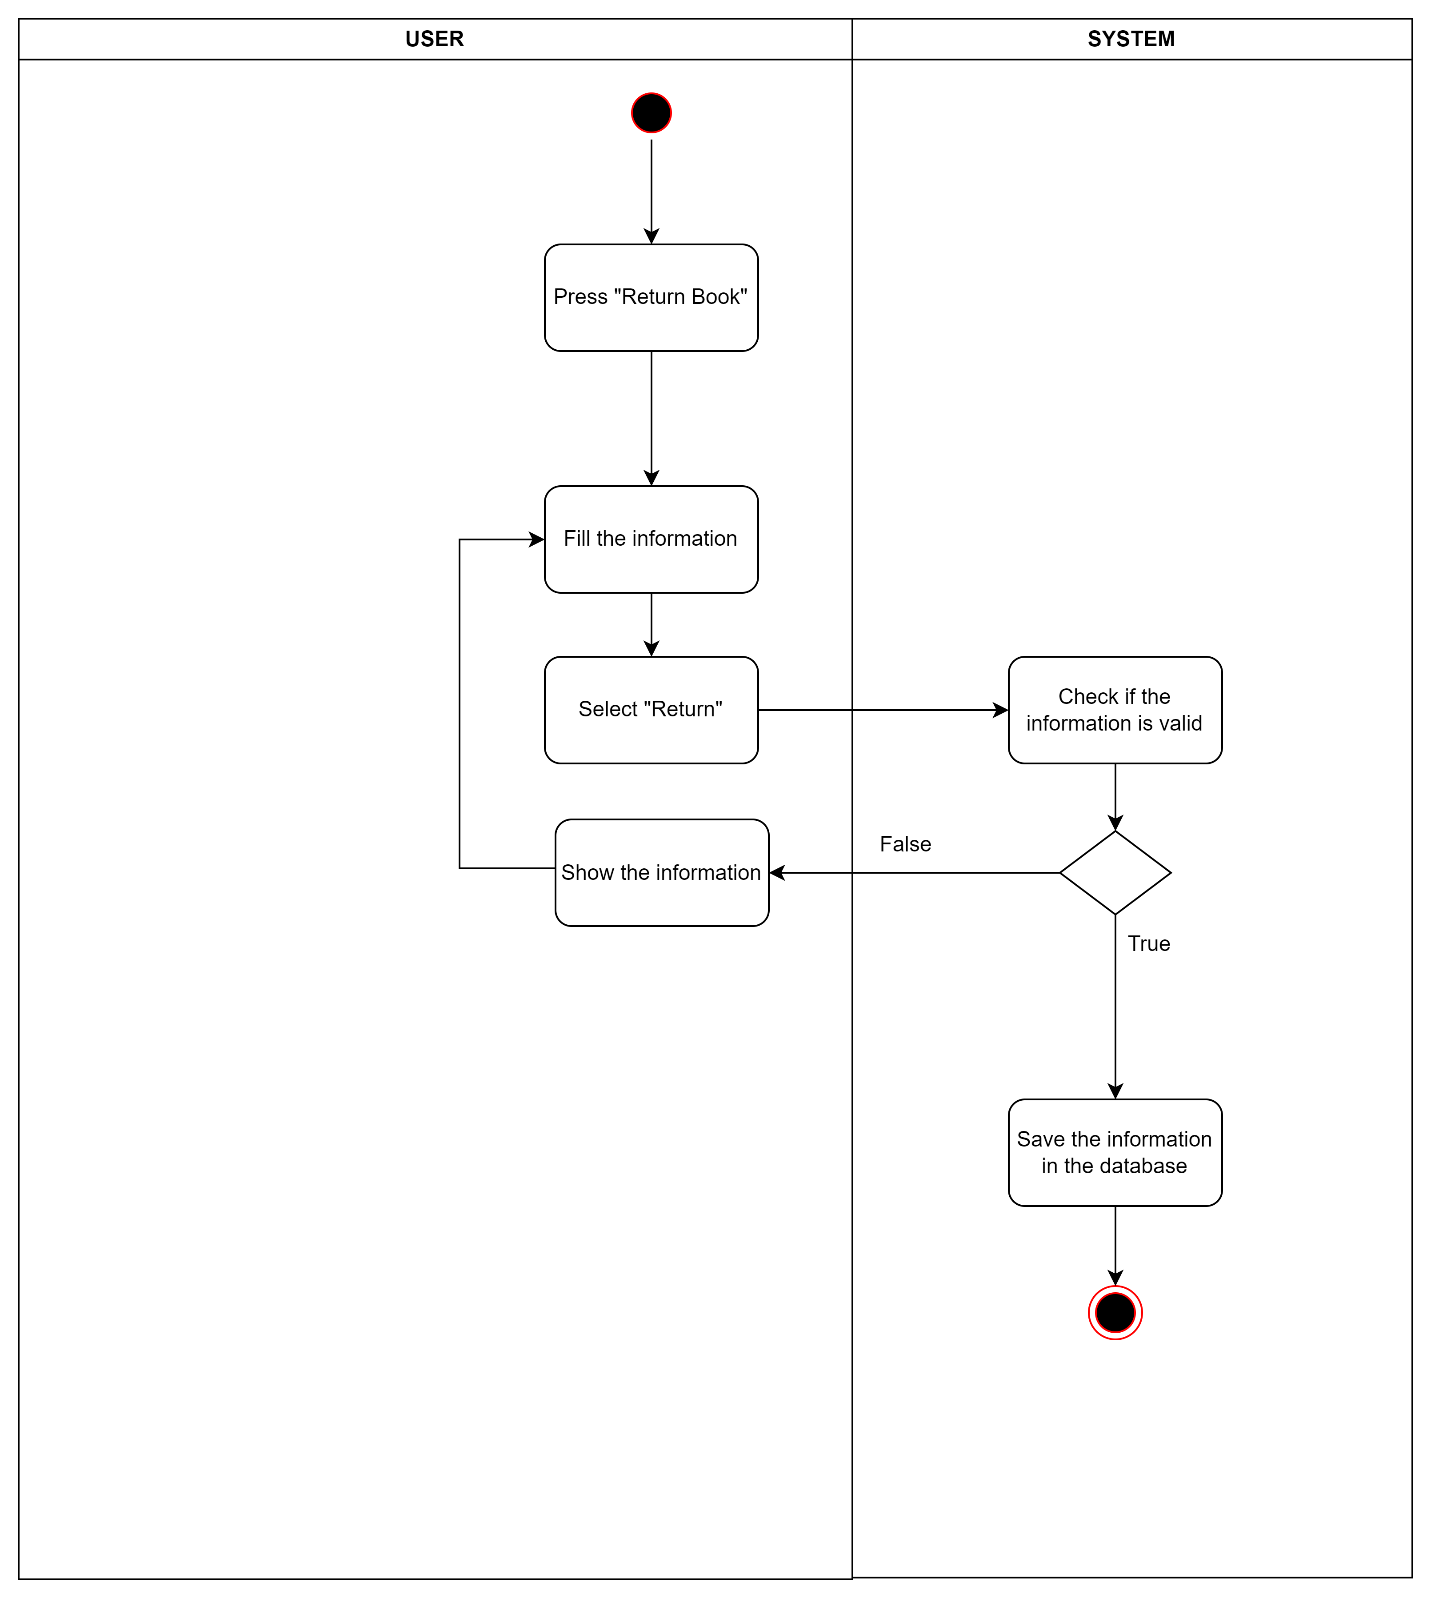 USER
SYSTEM
Press "Return Book"
Fill the information
Select "Return"
Check if the
information is valid
False
Show the information
True
Save the information
in the database